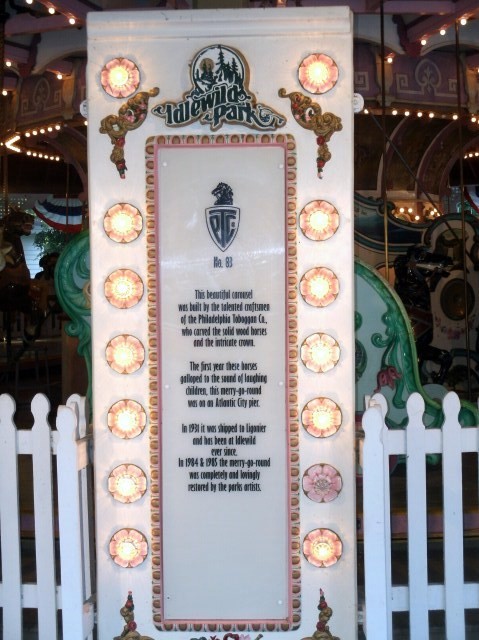 Idlewild
Park
PTC
No. 83
This beautiful carousel
was built by the talented craftsmen
of the Philadelphia Toboggan Co.,
who carved the solid wood horses
and the intricate crown.
The first year these horses
galloped to the sound of laughing
children, this merry-go-round
was on an Atlantic City pier.
In 1931 it was shipped to Ligonier
and has been at Idlewild
ever since.
In 1984 & 1985 the merry-go-round
was completely and lovingly
restored by the parks artists.